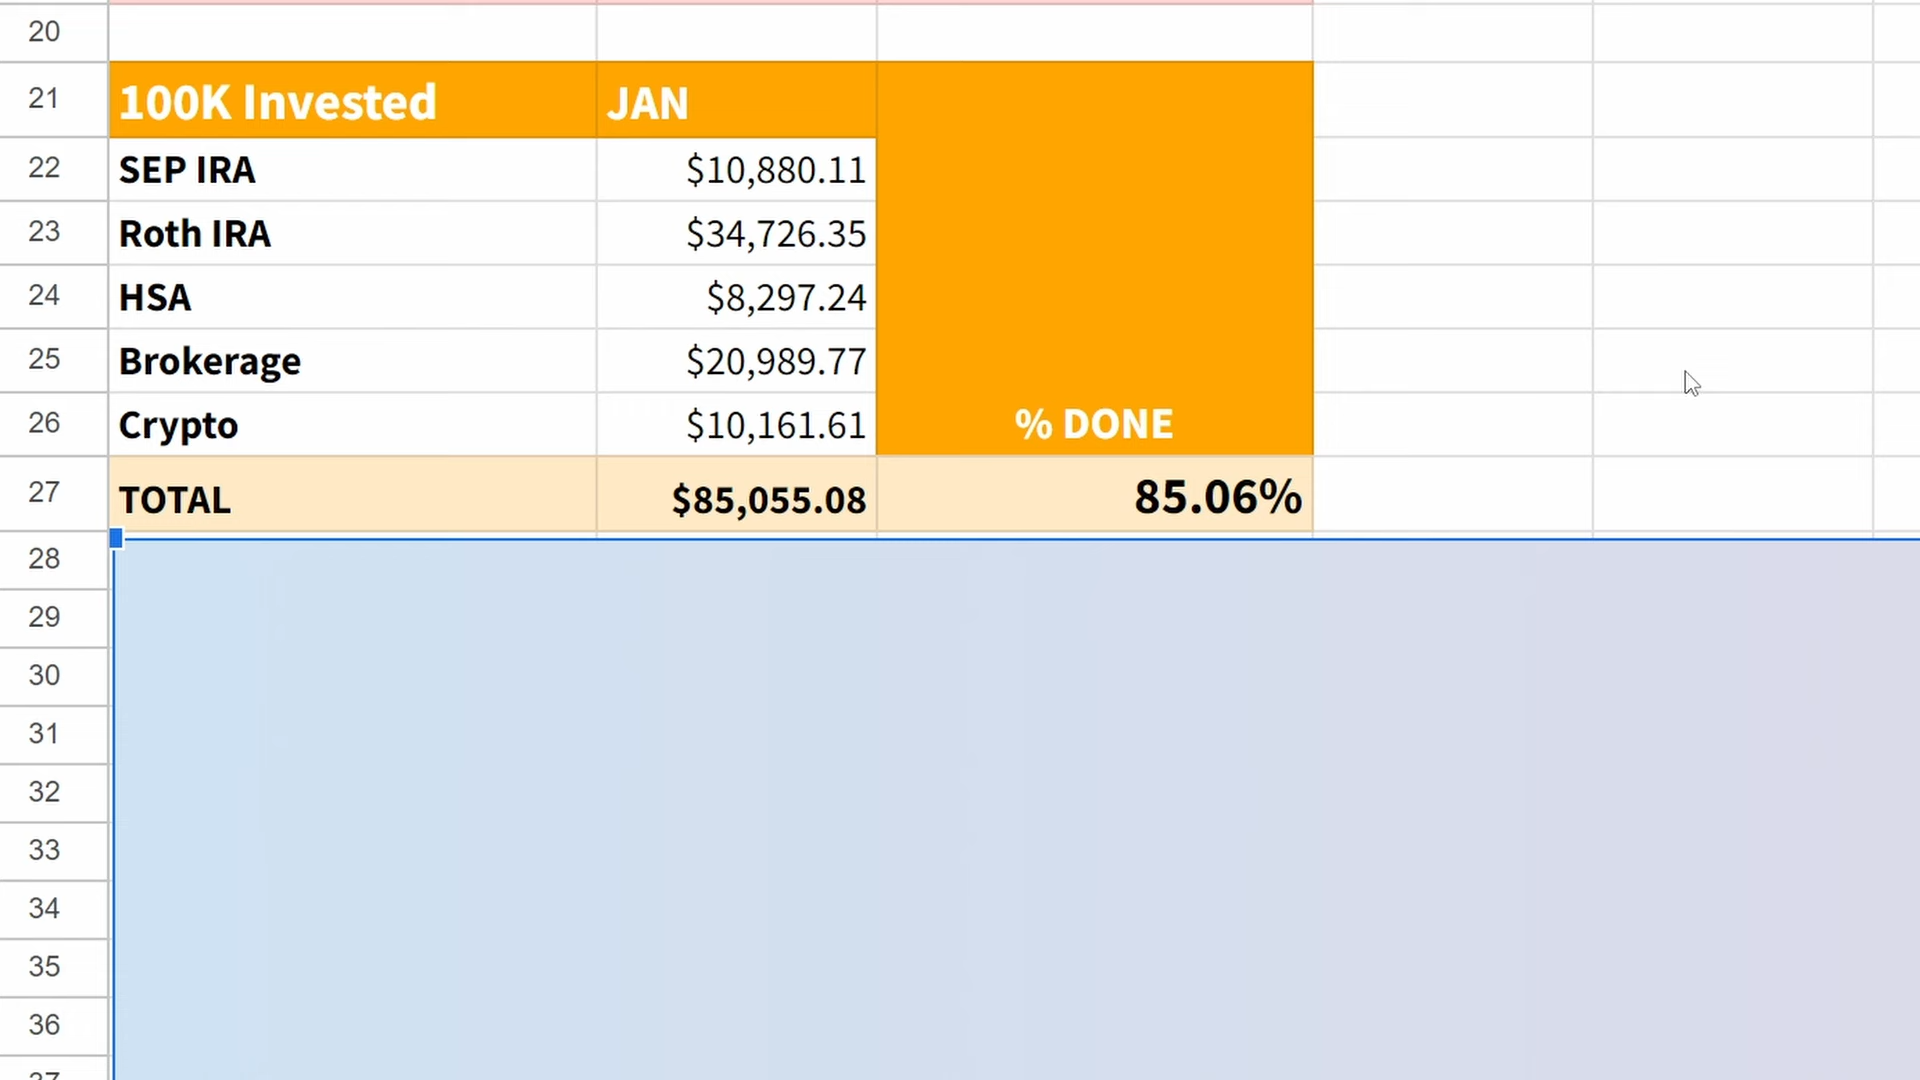 20
21 100K Invested JAN
22 SEP IRA $10,880.11
23 Roth IRA $34,726.35
24 HSA $8,297.24
25 Brokerage $20,989.77
26 Crypto $10,161.61 % DONE
27 TOTAL $85,055.08 85.06%
28
29
30
31
32
33
34
35
36
37